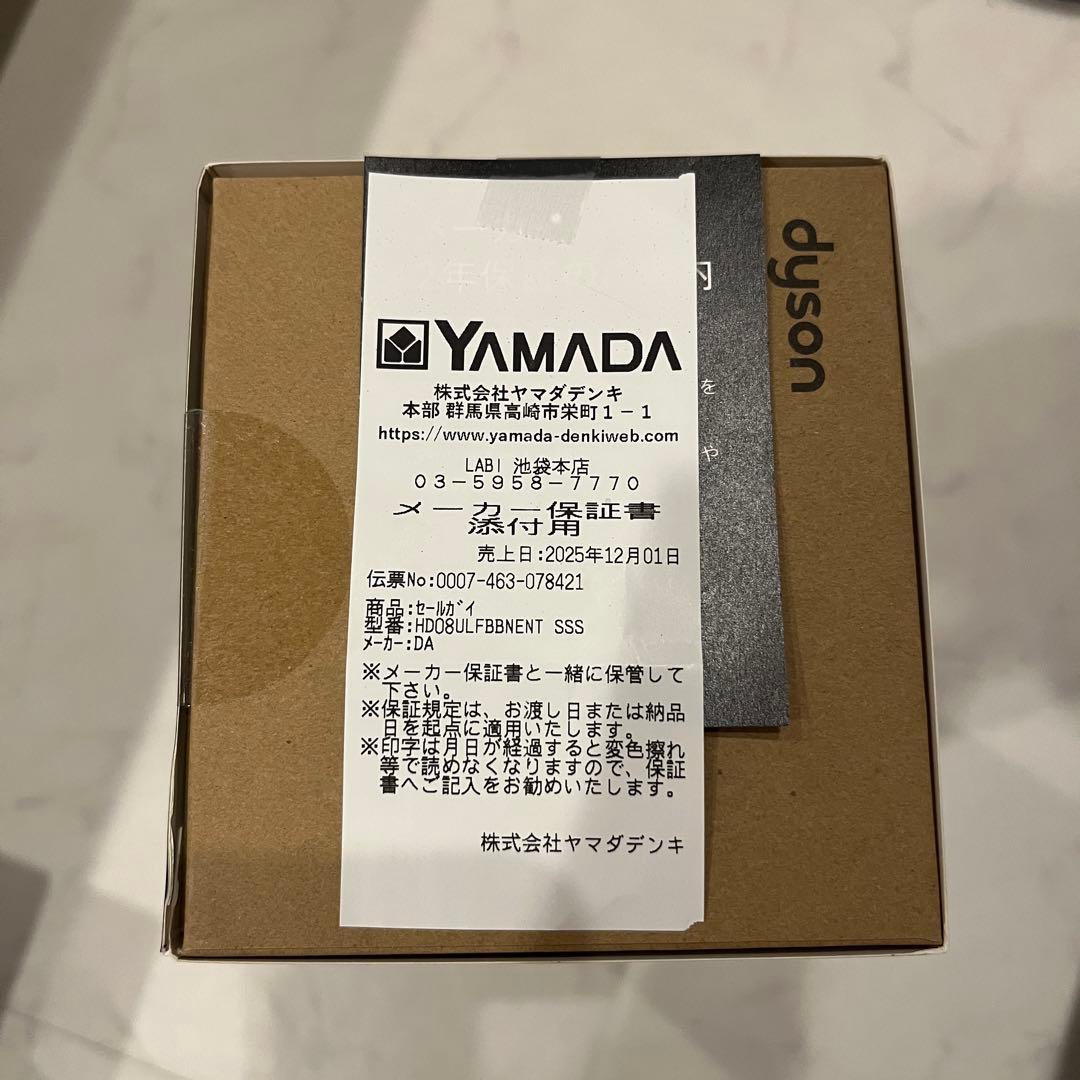 年保
内
dyson
を
や
YAMADA
株式会社ヤマダデンキ
本部 群馬県高崎市栄町１－１
https://www.yamada-denkiweb.com
LABI 池袋本店
０３－５９５８－７７７０
メーカー保証書
添付用
売上日:2025年12月01日
伝票No:0007-463-078421
商品:ｾｰﾙｶﾞｲ
型番:HD08ULFBBNENT SSS
ﾒｰｶｰ:DA
※メーカー保証書と一緒に保管して
下さい。
※保証規定は、お渡し日または納品
日を起点に適用いたします。
※印字は月日が経過すると変色擦れ
等で読めなくなりますので、保証
書へご記入をお勧めいたします。
株式会社ヤマダデンキ